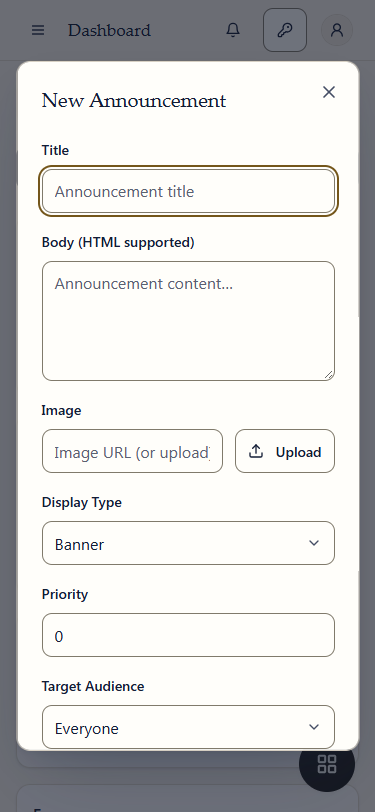 Dashboard
New Announcement
Title
Announcement title
Body (HTML supported)
Announcement content...
Image
Image URL (or upload)
Upload
Display Type
Banner
Priority
0
Target Audience
Everyone